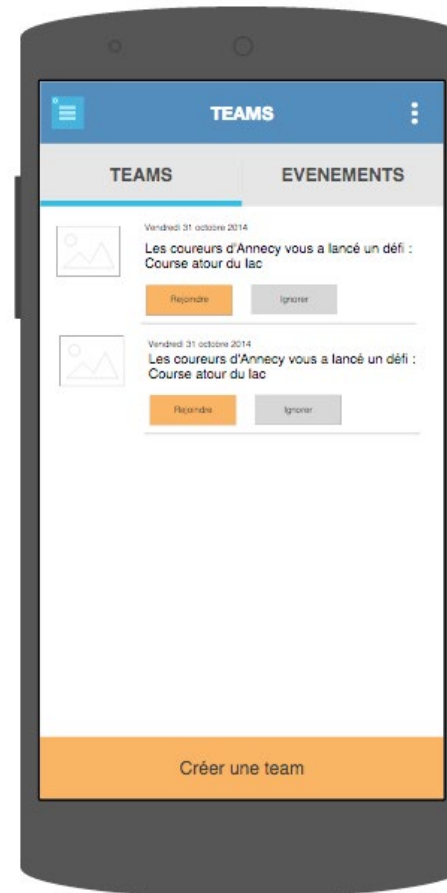 TEAMS
TEAMS EVENEMENTS
Vendredi 31 octobre 2014
Les coureurs d'Annecy vous a lancé un défi :
Course atour du lac
Rejoindre Ignorer
Vendredi 31 octobre 2014
Les coureurs d'Annecy vous a lancé un défi :
Course atour du lac
Rejoindre Ignorer
Créer une team